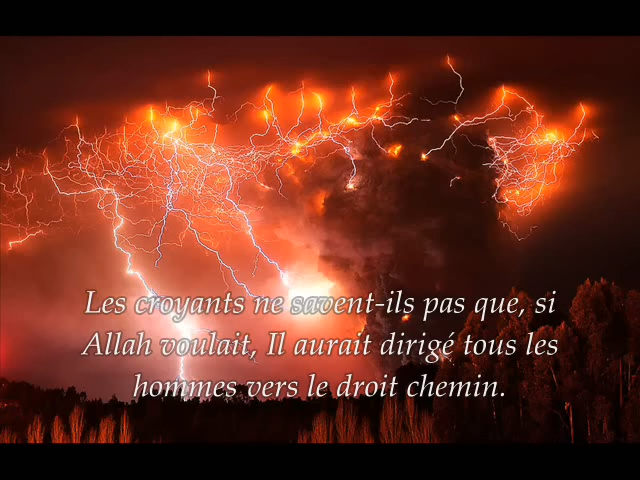 Les croyants ne savent-ils pas que, si
Allah voulait, Il aurait dirigé tous les
hommes vers le droit chemin.